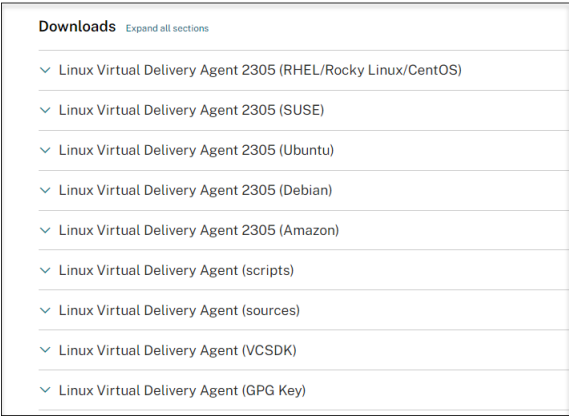 Downloads Expand all sections
Linux Virtual Delivery Agent 2305 (RHEL/Rocky Linux/CentOS)
Linux Virtual Delivery Agent 2305 (SUSE)
Linux Virtual Delivery Agent 2305 (Ubuntu)
Linux Virtual Delivery Agent 2305 (Debian)
Linux Virtual Delivery Agent 2305 (Amazon)
Linux Virtual Delivery Agent (scripts)
Linux Virtual Delivery Agent (sources)
Linux Virtual Delivery Agent (VCSDK)
Linux Virtual Delivery Agent (GPG Key)